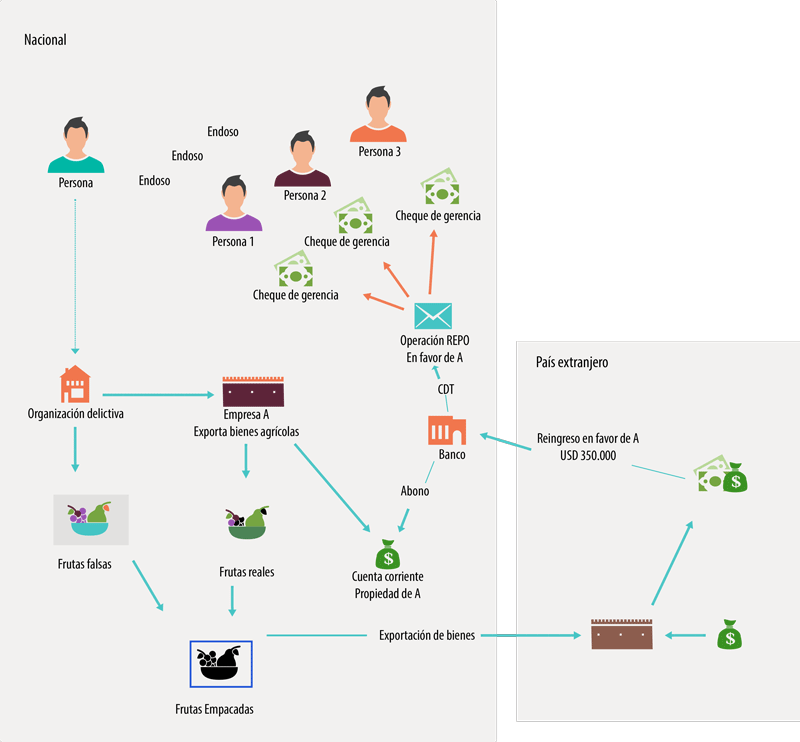 Nacional
Endoso
Persona 3
Endoso
Persona
Endoso
Persona 2
Cheque de gerencia
Persona 1
Cheque de gerencia
Cheque de gerencia
Operación REPO
En favor de A
País extranjero
CDT
Organización delictiva
Empresa A
Exporta bienes agrícolas
Banco
Reingreso en favor de A
USD 350.000
Abono
Frutas falsas
Frutas reales
Cuenta corriente
Propiedad de A
Exportación de bienes
Frutas Empacadas